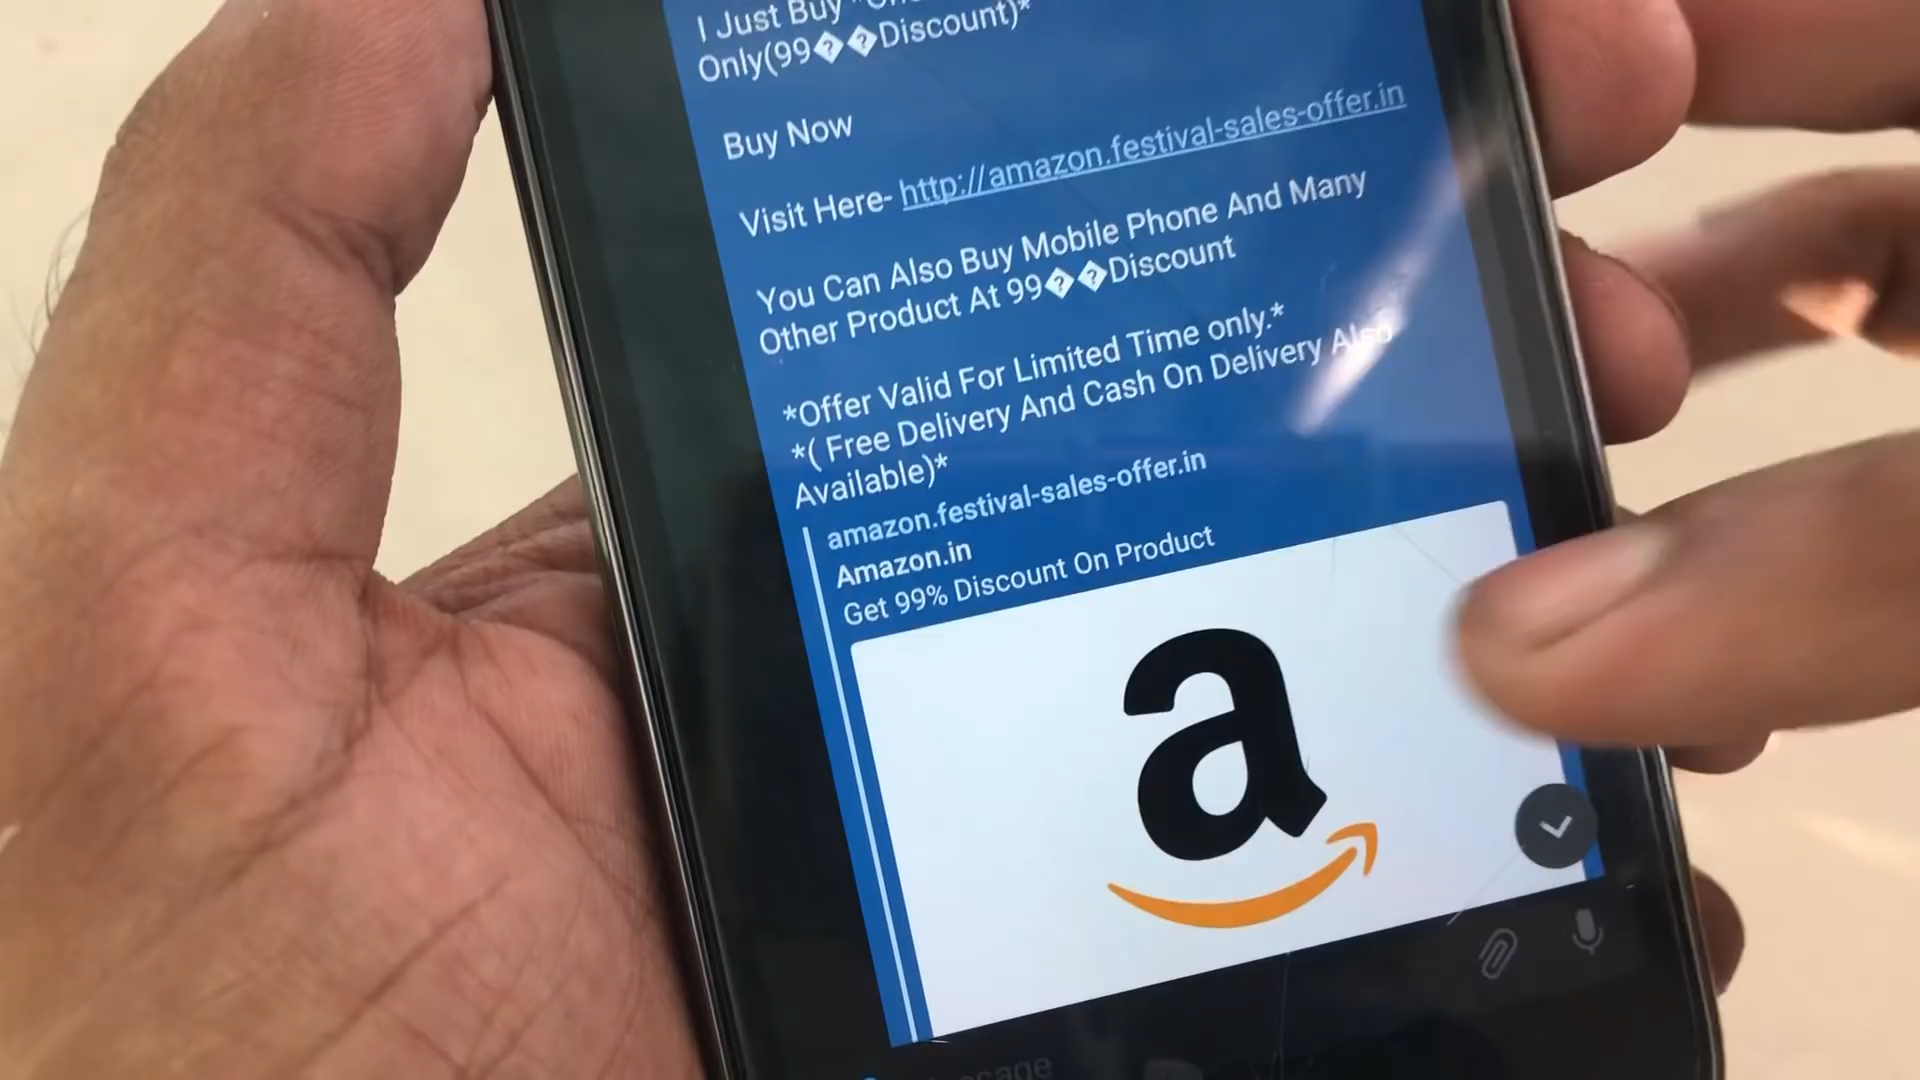 I Just Buy
Only(99��Discount)*
Buy Now
Visit Here- http://amazon.festival-sales-offer.in
You Can Also Buy Mobile Phone And Many
Other Product At 99��Discount
*Offer Valid For Limited Time only.*
*( Free Delivery And Cash On Delivery Also
Available)*
amazon.festival-sales-offer.in
Amazon.in
Get 99% Discount On Product
a